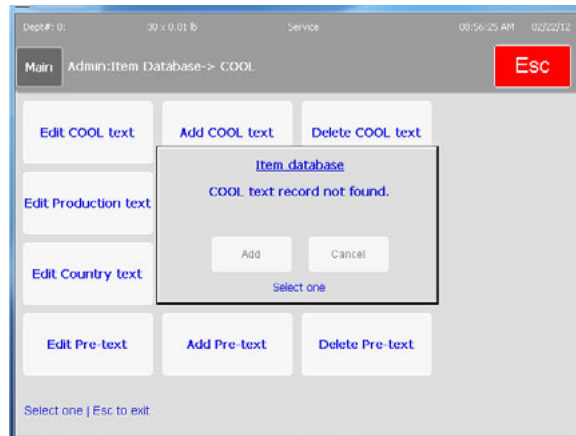 Dept#: 0: 30 x 0.01 lb Service 08:56:25 AM 02/22/12
Main Admin:Item Database-> COOL Esc
Edit COOL text Add COOL text Delete COOL text
Item database
COOL text record not found.
Edit Production text
Add Cancel
Edit Country text
Select one
Edit Pre-text Add Pre-text Delete Pre-text
Select one | Esc to exit